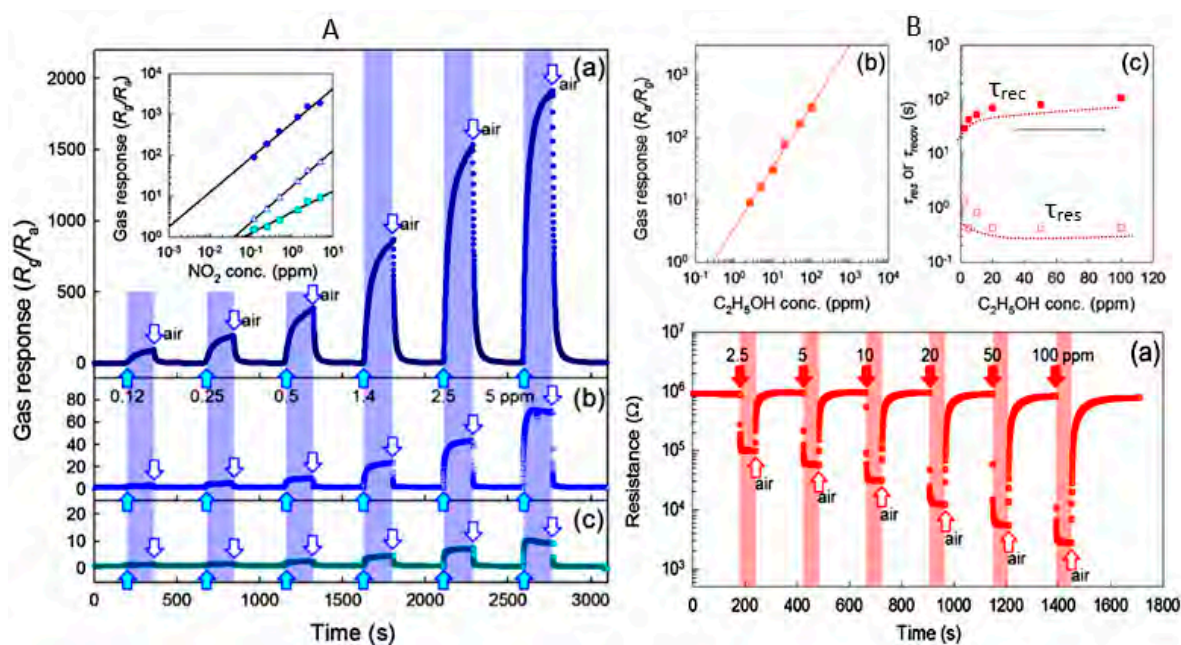 A
(a)
Gas response (Rg/Ra)
2000
1500
1000
500
0
10⁴
10³
10²
10¹
10⁰
10⁻³ 10⁻² 10⁻¹ 10⁰ 10¹
NO₂ conc. (ppm)
Gas response (Rg/Ra)
air
air
air
air
air
air
0.12 0.25 0.5 1.4 2.5 5 ppm
(b)
80
60
40
20
0
(c)
20
10
0
0 500 1000 1500 2000 2500 3000
Time (s)
B
(b)
Gas response (Ra/Rg)
10³
10²
10¹
10⁰
10⁻¹ 10⁰ 10¹ 10² 10³ 10⁴
C₂H₅OH conc. (ppm)
(c)
τres or τrecov (s)
10³
10²
10⁰
10⁻¹
τrec
τres
0 20 40 60 80 100 120
C₂H₅OH conc. (ppm)
(a)
Resistance (Ω)
10⁷
10⁶
10⁵
10⁴
10³
2.5 5 10 20 50 100 ppm
air
air
air
air
air
air
0 200 400 600 800 1000 1200 1400 1600 1800
Time (s)